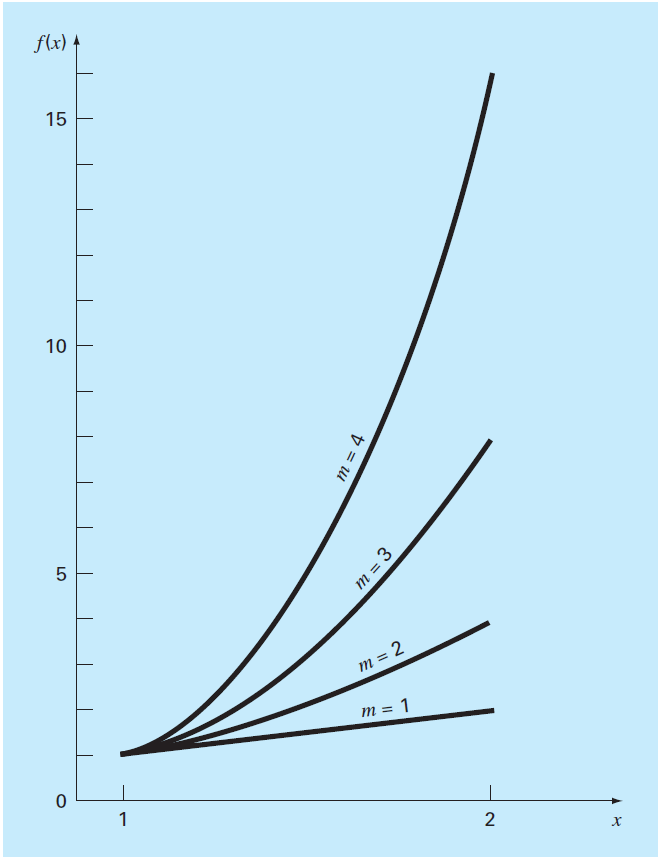 f(x)
15
10
m = 4
5
m = 3
m = 2
m = 1
0
1
2
x